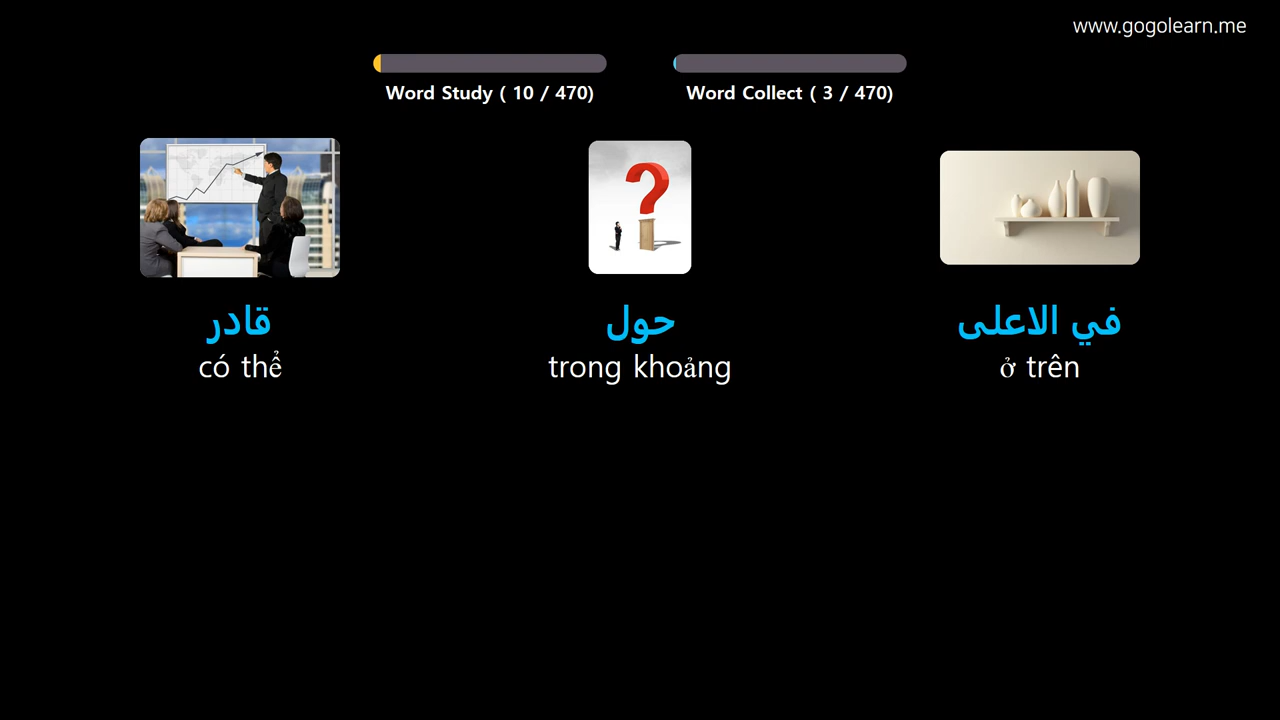 www.gogolearn.me
Word Study ( 10 / 470)
Word Collect ( 3 / 470)
قادر
có thể
حول
trong khoảng
في الاعلى
ở trên